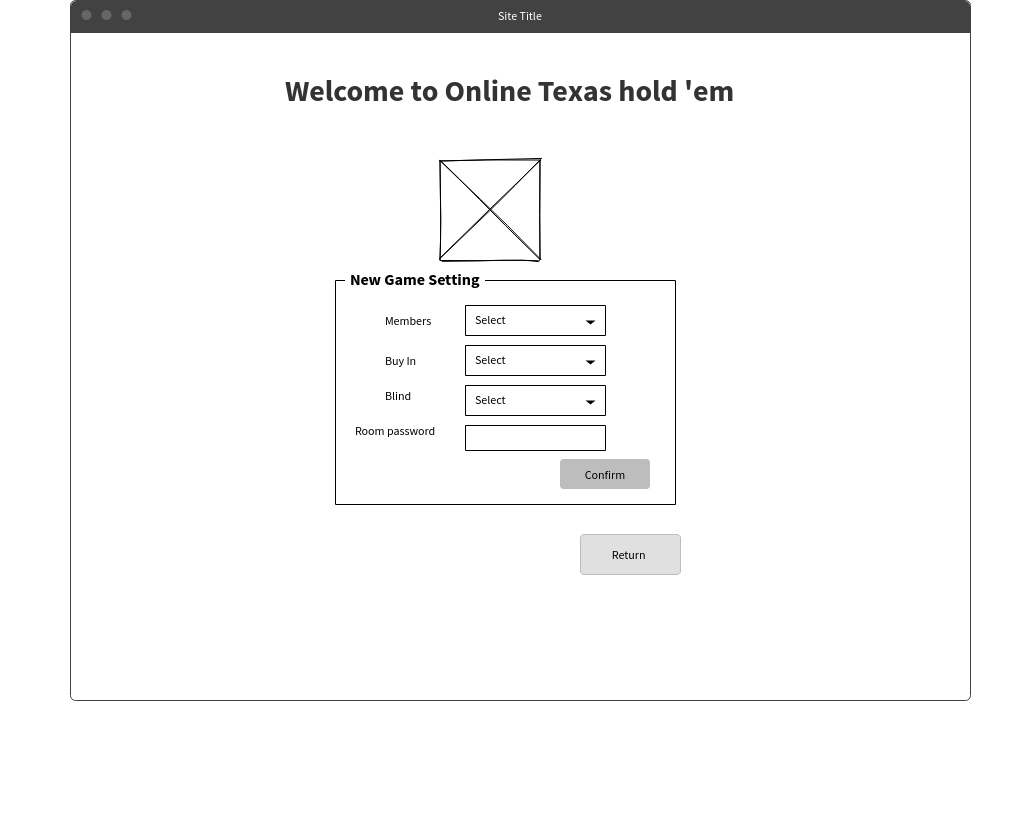 Site Title
Welcome to Online Texas hold 'em
New Game Setting
Members Select
Buy In Select
Blind Select
Room password
Confirm
Return